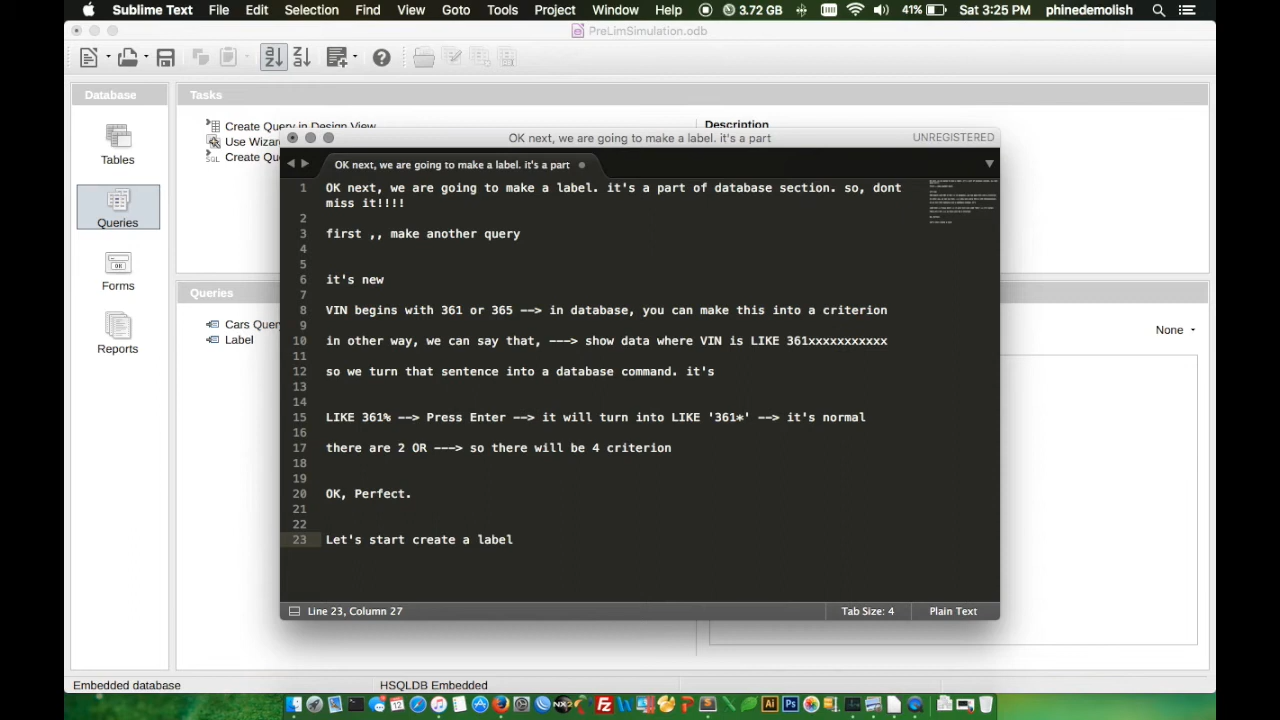 Sublime Text File Edit Selection Find View Goto Tools Project Window Help 3.72 GB 41% Sat 3:25 PM phinedemolish
PreLimSimulation.odb
Database
Tasks
Tables
Queries
Forms
Reports
Create Query in Design View
Use Wizar
Create Qu
Description
Queries
Cars Query
Label
None
OK next, we are going to make a label. it's a part
UNREGISTERED
OK next, we are going to make a label. it's a part
1 OK next, we are going to make a label. it's a part of database section. so, dont
miss it!!!!
2
3 first ,, make another query
4
5
6 it's new
7
8 VIN begins with 361 or 365 --> in database, you can make this into a criterion
9
10 in other way, we can say that, ---> show data where VIN is LIKE 361xxxxxxxxxxx
11
12 so we turn that sentence into a database command. it's
13
14
15 LIKE 361% --> Press Enter --> it will turn into LIKE '361*' --> it's normal
16
17 there are 2 OR ---> so there will be 4 criterion
18
19
20 OK, Perfect.
21
22
23 Let's start create a label
Line 23, Column 27
Tab Size: 4
Plain Text
Embedded database
HSQLDB Embedded